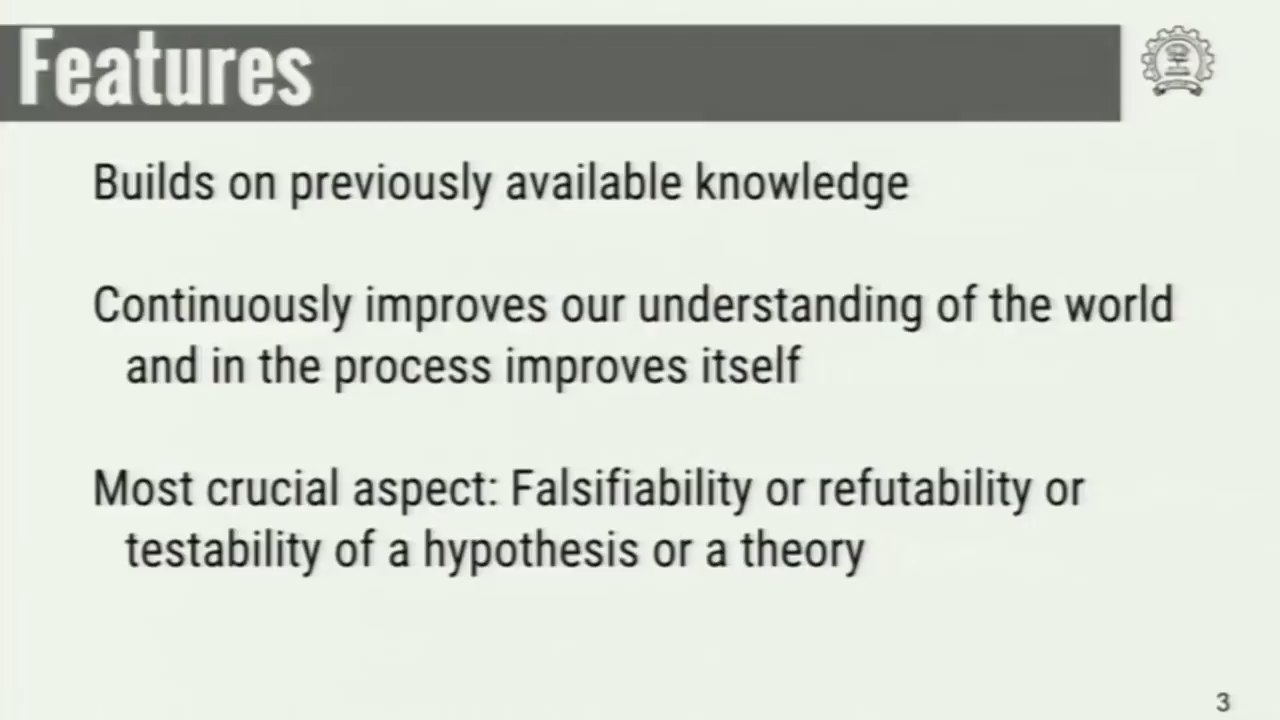 Features
Builds on previously available knowledge
Continuously improves our understanding of the world
and in the process improves itself
Most crucial aspect: Falsifiability or refutability or
testability of a hypothesis or a theory
3